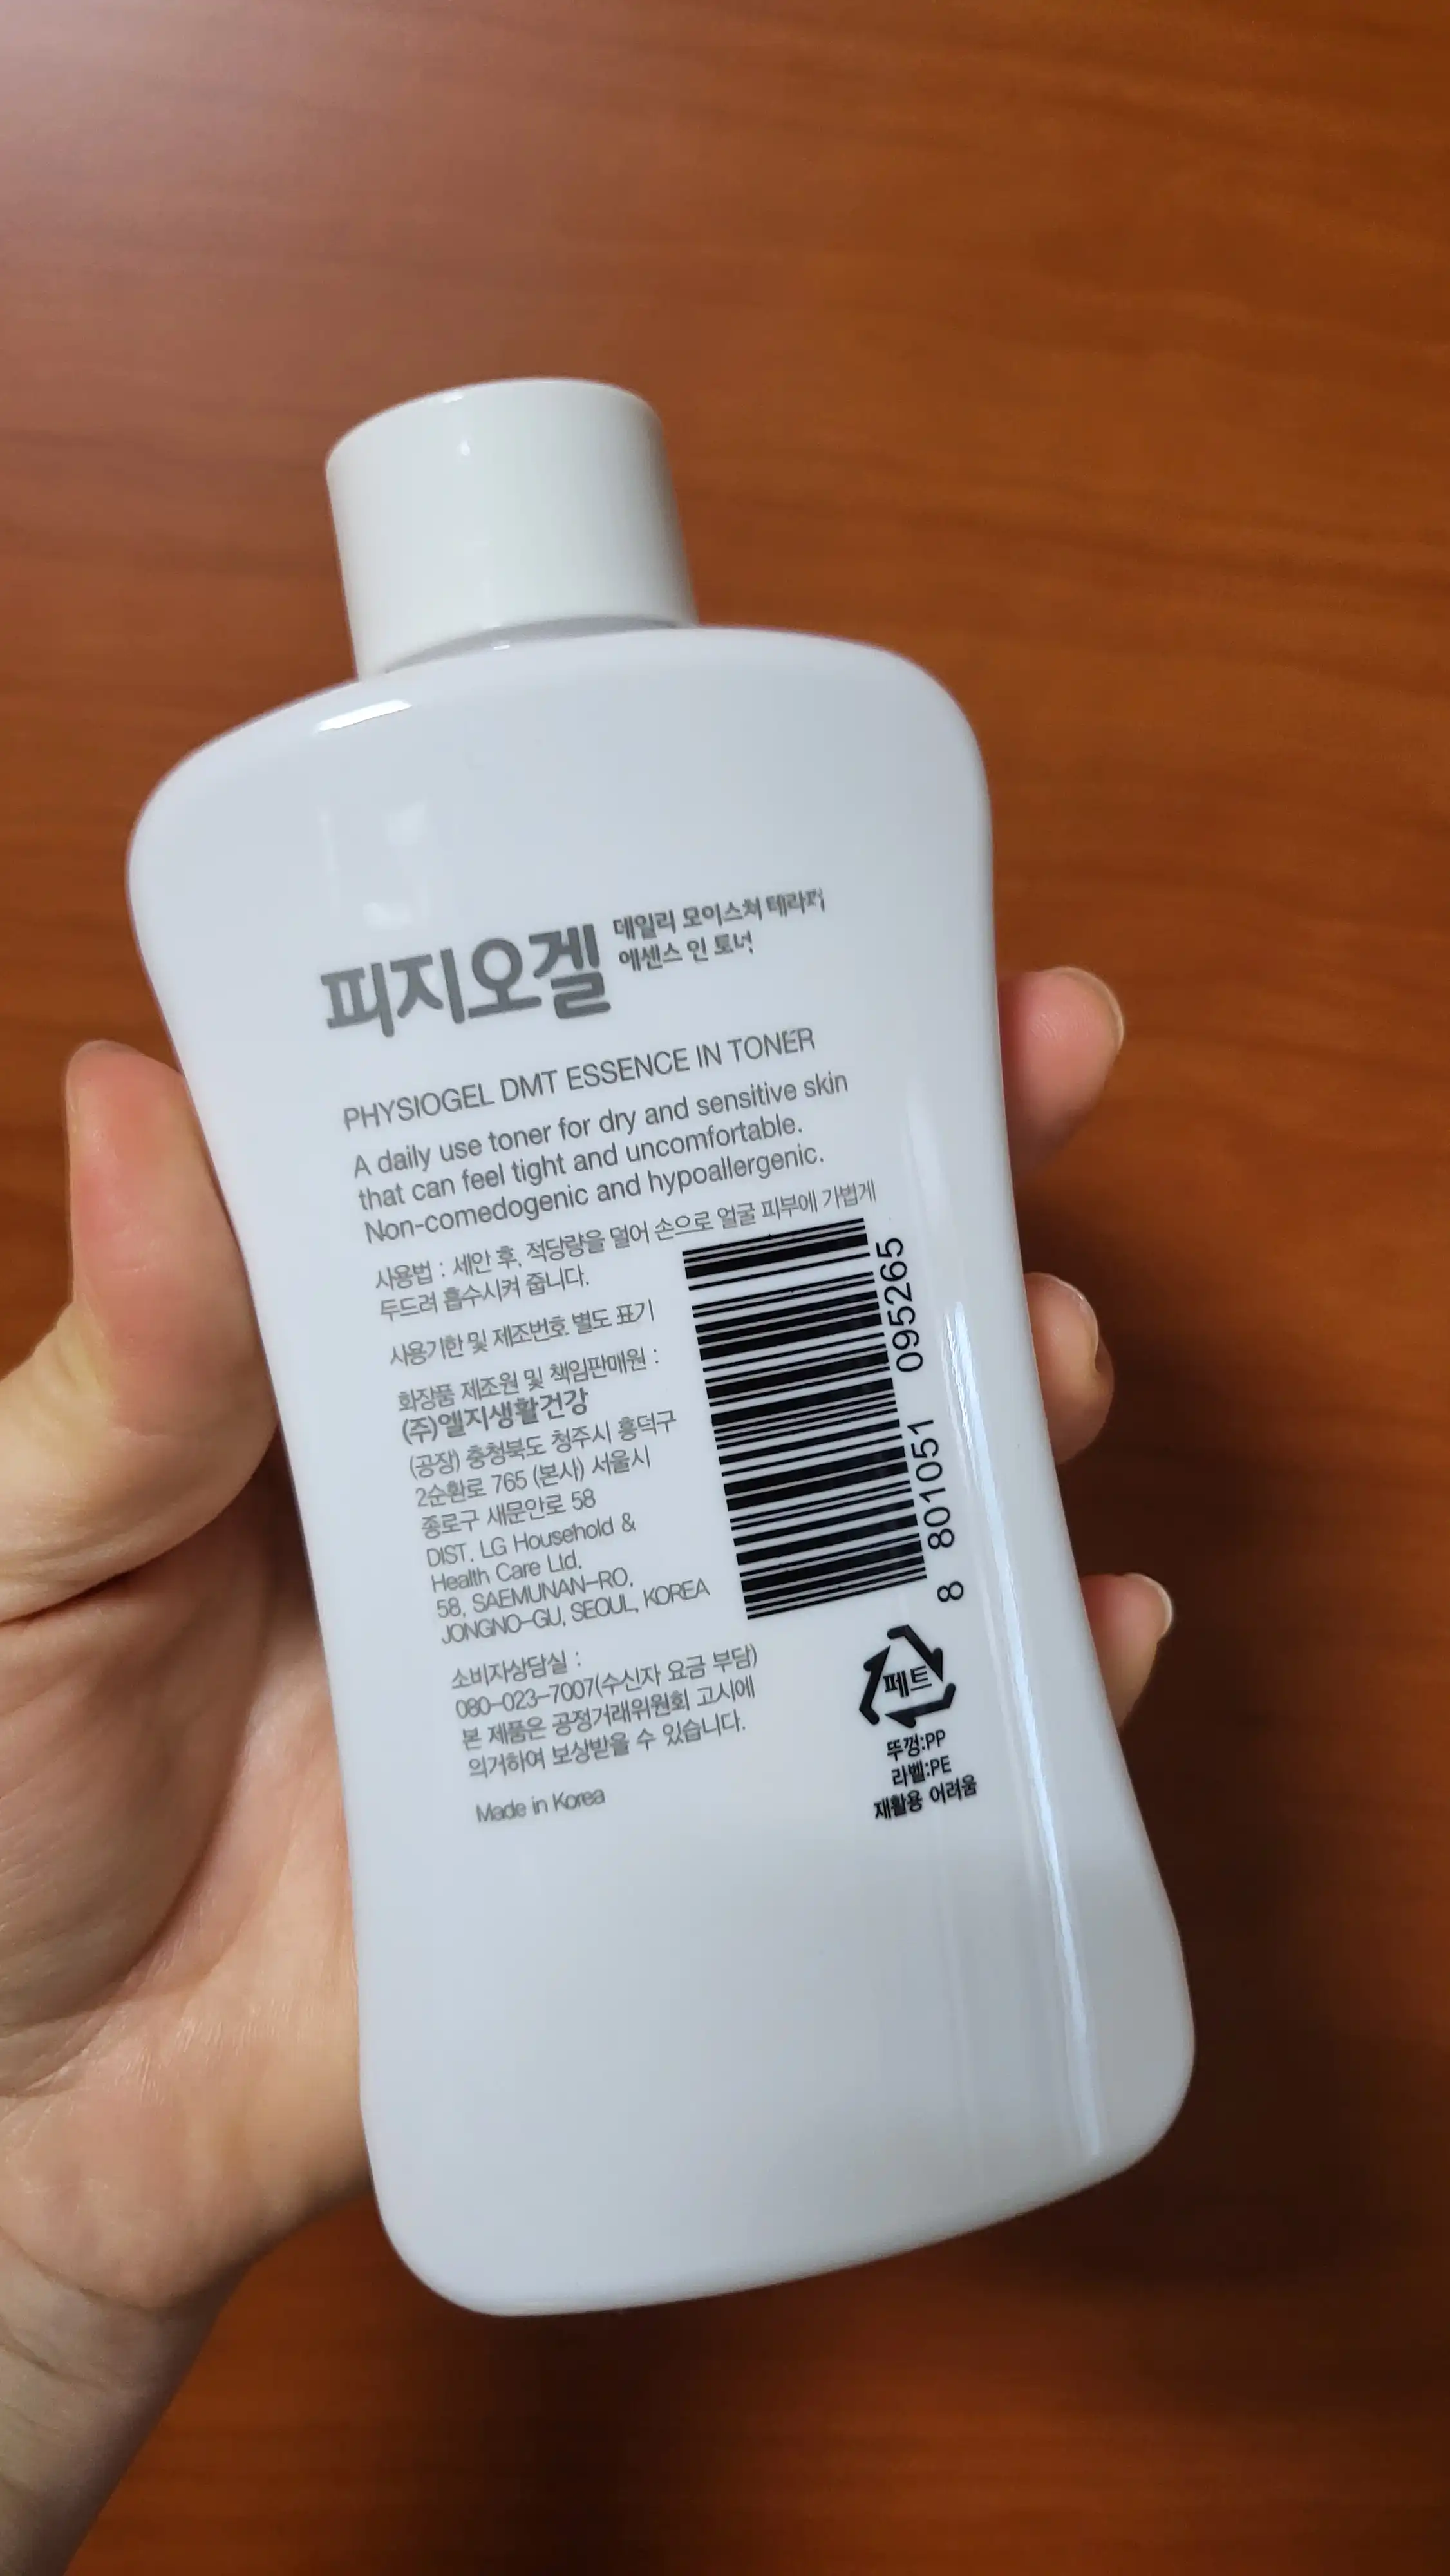 피지오겔
데일리 모이스쳐 테라피
에센스 인 토너
PHYSIOGEL DMT ESSENCE IN TONER
A daily use toner for dry and sensitive skin
that can feel tight and uncomfortable.
Non-comedogenic and hypoallergenic.
사용법 : 세안 후, 적당량을 덜어 손으로 얼굴 피부에 가볍게
두드려 흡수시켜 줍니다.
사용기한 및 제조번호 별도 표기
화장품 제조원 및 책임판매원 :
(주)엘지생활건강
(공장) 충청북도 청주시 흥덕구
2순환로 765 (본사) 서울시
종로구 새문안로 58
DIST. LG Household &
Health Care Ltd.
58, SAEMUNAN-RO,
JONGNO-GU, SEOUL, KOREA
소비자상담실 :
080-023-7007(수신자 요금 부담)
본 제품은 공정거래위원회 고시에
의거하여 보상받을 수 있습니다.
Made in Korea
8 801051 095265
페트
뚜껑:PP
라벨:PE
재활용 어려움